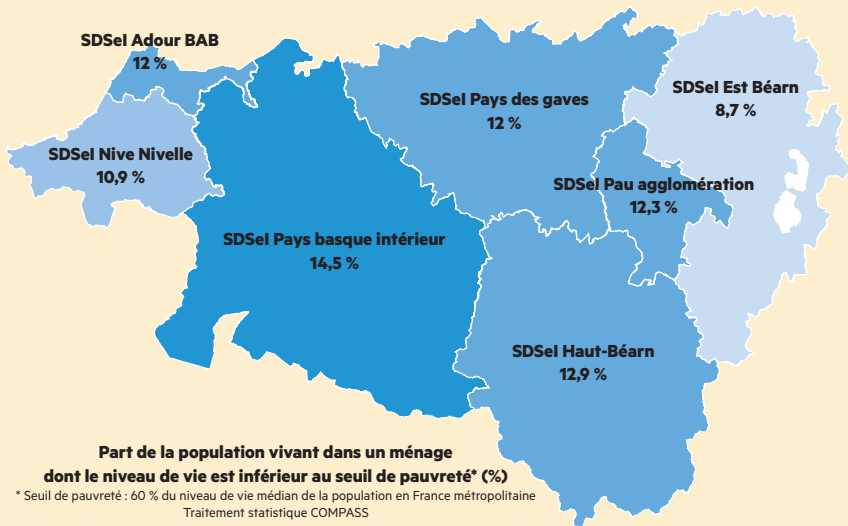 SDSeI Adour BAB
12 %
SDSeI Pays des gaves
12 %
SDSeI Est Béarn
8,7 %
SDSeI Nive Nivelle
10,9 %
SDSeI Pau agglomération
12,3 %
SDSeI Pays basque intérieur
14,5 %
SDSeI Haut-Béarn
12,9 %
Part de la population vivant dans un ménage
dont le niveau de vie est inférieur au seuil de pauvreté* (%)
* Seuil de pauvreté : 60 % du niveau de vie médian de la population en France métropolitaine
Traitement statistique COMPASS